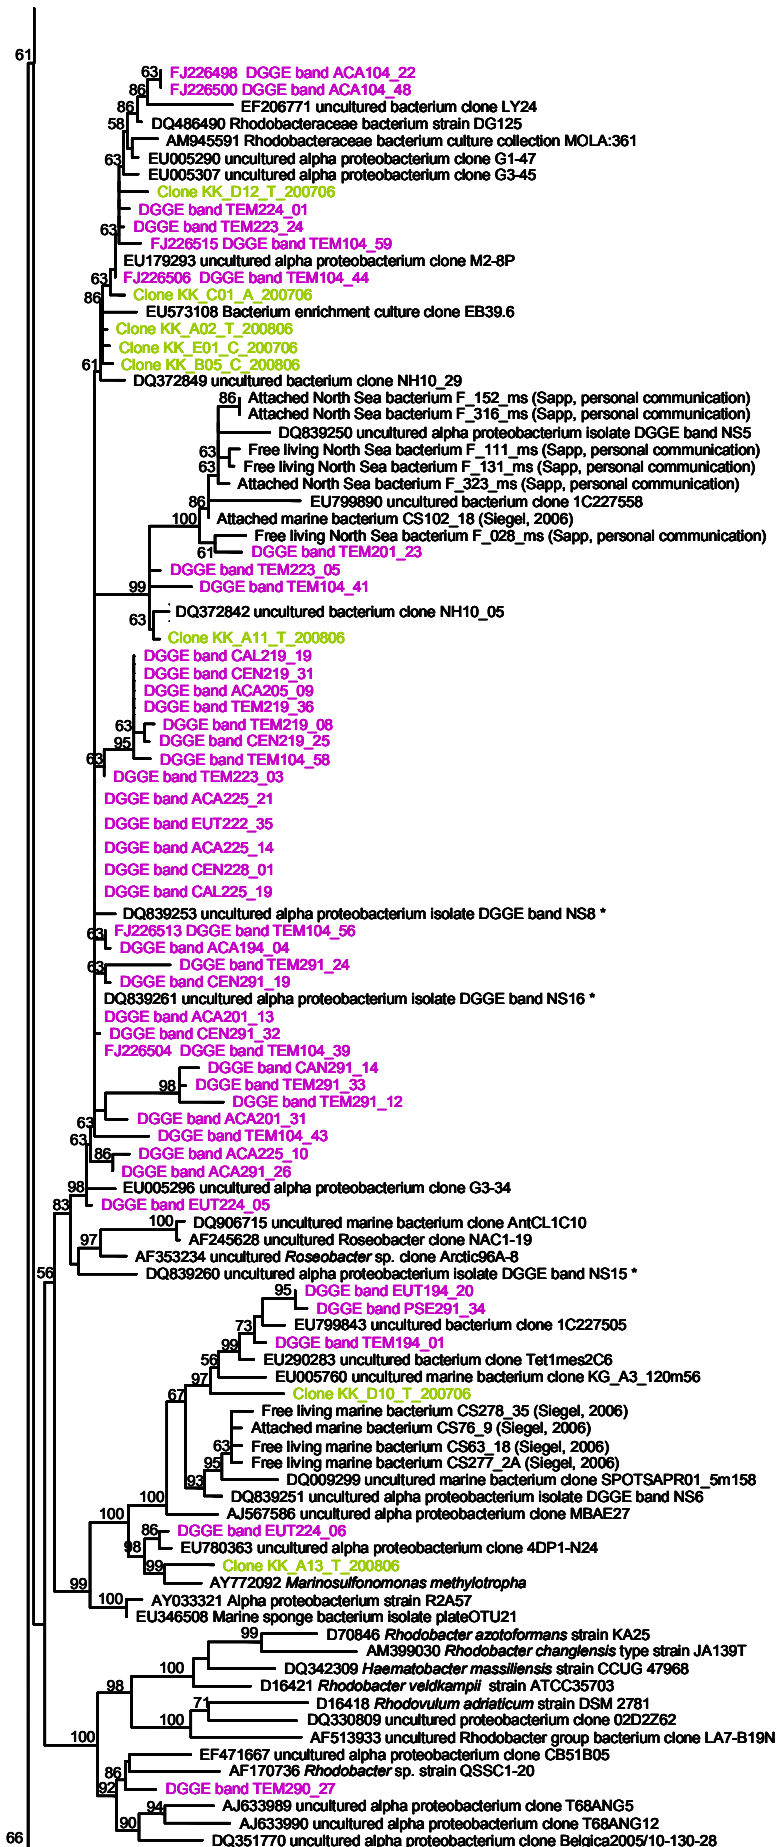 61
63
FJ226498 DGGE band ACA104_22
86
FJ226500 DGGE band ACA104_48
86
EF206771 uncultured bacterium clone LY24
58
DQ486490 Rhodobacteraceae bacterium strain DG125
AM945591 Rhodobacteraceae bacterium culture collection MOLA:361
63
EU005290 uncultured alpha proteobacterium clone G1-47
EU005307 uncultured alpha proteobacterium clone G3-45
Clone KK_D12_T_200706
DGGE band TEM224_01
63
DGGE band TEM223_24
FJ226515 DGGE band TEM104_59
EU179293 uncultured alpha proteobacterium clone M2-8P
63
FJ226506 DGGE band TEM104_44
86
Clone KK_C01_A_200706
EU573108 Bacterium enrichment culture clone EB39.6
Clone KK_A02_T_200806
Clone KK_E01_C_200706
61
Clone KK_B05_C_200806
DQ372849 uncultured bacterium clone NH10_29
86
Attached North Sea bacterium F_152_ms (Sapp, personal communication)
Attached North Sea bacterium F_316_ms (Sapp, personal communication)
DQ839250 uncultured alpha proteobacterium isolate DGGE band NS5
63
Free living North Sea bacterium F_111_ms (Sapp, personal communication)
63
Free living North Sea bacterium F_131_ms (Sapp, personal communication)
Attached North Sea bacterium F_323_ms (Sapp, personal communication)
86
EU799890 uncultured bacterium clone 1C227558
100
Attached marine bacterium CS102_18 (Siegel, 2006)
Free living North Sea bacterium F_028_ms (Sapp, personal communication)
61
DGGE band TEM201_23
DGGE band TEM223_05
99
DGGE band TEM104_41
DQ372842 uncultured bacterium clone NH10_05
63
Clone KK_A11_T_200806
DGGE band CAL219_19
DGGE band CEN219_31
DGGE band ACA205_09
DGGE band TEM219_36
63
DGGE band TEM219_08
95
DGGE band CEN219_25
63
DGGE band TEM104_58
DGGE band TEM223_03
DGGE band ACA225_21
DGGE band EUT222_35
DGGE band ACA225_14
DGGE band CEN228_01
DGGE band CAL225_19
DQ839253 uncultured alpha proteobacterium isolate DGGE band NS8 *
63
FJ226513 DGGE band TEM104_56
DGGE band ACA194_04
63
DGGE band TEM291_24
DGGE band CEN291_19
DQ839261 uncultured alpha proteobacterium isolate DGGE band NS16 *
DGGE band ACA201_13
DGGE band CEN291_32
FJ226504 DGGE band TEM104_39
DGGE band CAN291_14
98
DGGE band TEM291_33
DGGE band TEM291_12
63
DGGE band ACA201_31
63
DGGE band TEM104_43
86
DGGE band ACA225_10
DGGE band ACA291_26
98
EU005296 uncultured alpha proteobacterium clone G3-34
83
DGGE band EUT224_05
100
DQ906715 uncultured marine bacterium clone AntCL1C10
97
AF245628 uncultured Roseobacter clone NAC1-19
AF353234 uncultured Roseobacter sp. clone Arctic96A-8
56
DQ839260 uncultured alpha proteobacterium isolate DGGE band NS15 *
95
DGGE band EUT194_20
DGGE band PSE291_34
73
EU799843 uncultured bacterium clone 1C227505
99
DGGE band TEM194_01
56
EU290283 uncultured bacterium clone Tet1mes2C6
97
EU005760 uncultured marine bacterium clone KG_A3_120m56
67
Clone KK_D10_T_200706
Free living marine bacterium CS278_35 (Siegel, 2006)
Attached marine bacterium CS76_9 (Siegel, 2006)
63
Free living marine bacterium CS63_18 (Siegel, 2006)
95
Free living marine bacterium CS277_2A (Siegel, 2006)
93
DQ009299 uncultured marine bacterium clone SPOTSAPR01_5m158
100
DQ839251 uncultured alpha proteobacterium isolate DGGE band NS6
AJ567586 uncultured alpha proteobacterium clone MBAE27
86
DGGE band EUT224_06
98
EU780363 uncultured alpha proteobacterium clone 4DP1-N24
99
Clone KK_A13_T_200806
99
AY772092 Marinosulfonomonas methylotropha
100
AY033321 Alpha proteobacterium strain R2A57
EU346508 Marine sponge bacterium isolate plateOTU21
99
D70846 Rhodobacter azotoformans strain KA25
AM399030 Rhodobacter changlensis type strain JA139T
100
DQ342309 Haematobacter massiliensis strain CCUG 47968
98
D16421 Rhodobacter veldkampii strain ATCC35703
71
D16418 Rhodovulum adriaticum strain DSM 2781
100
DQ330809 uncultured proteobacterium clone 02D2Z62
100
AF513933 uncultured Rhodobacter group bacterium clone LA7-B19N
EF471667 uncultured alpha proteobacterium clone CB51B05
86
AF170736 Rhodobacter sp. strain QSSC1-20
92
DGGE band TEM290_27
94
AJ633989 uncultured alpha proteobacterium clone T68ANG5
90
AJ633990 uncultured alpha proteobacterium clone T68ANG12
66
DQ351770 uncultured alpha proteobacterium clone Belgica2005/10-130-28